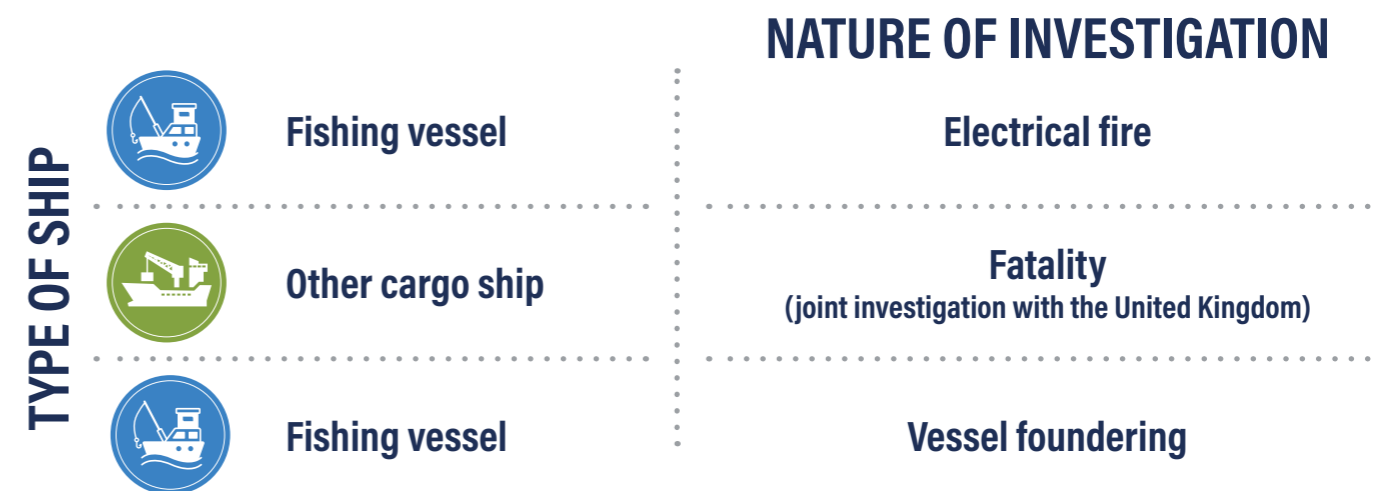 NATURE OF INVESTIGATION
TYPE OF SHIP
Fishing vessel
Electrical fire
Other cargo ship
Fatality
(joint investigation with the United Kingdom)
Fishing vessel
Vessel foundering